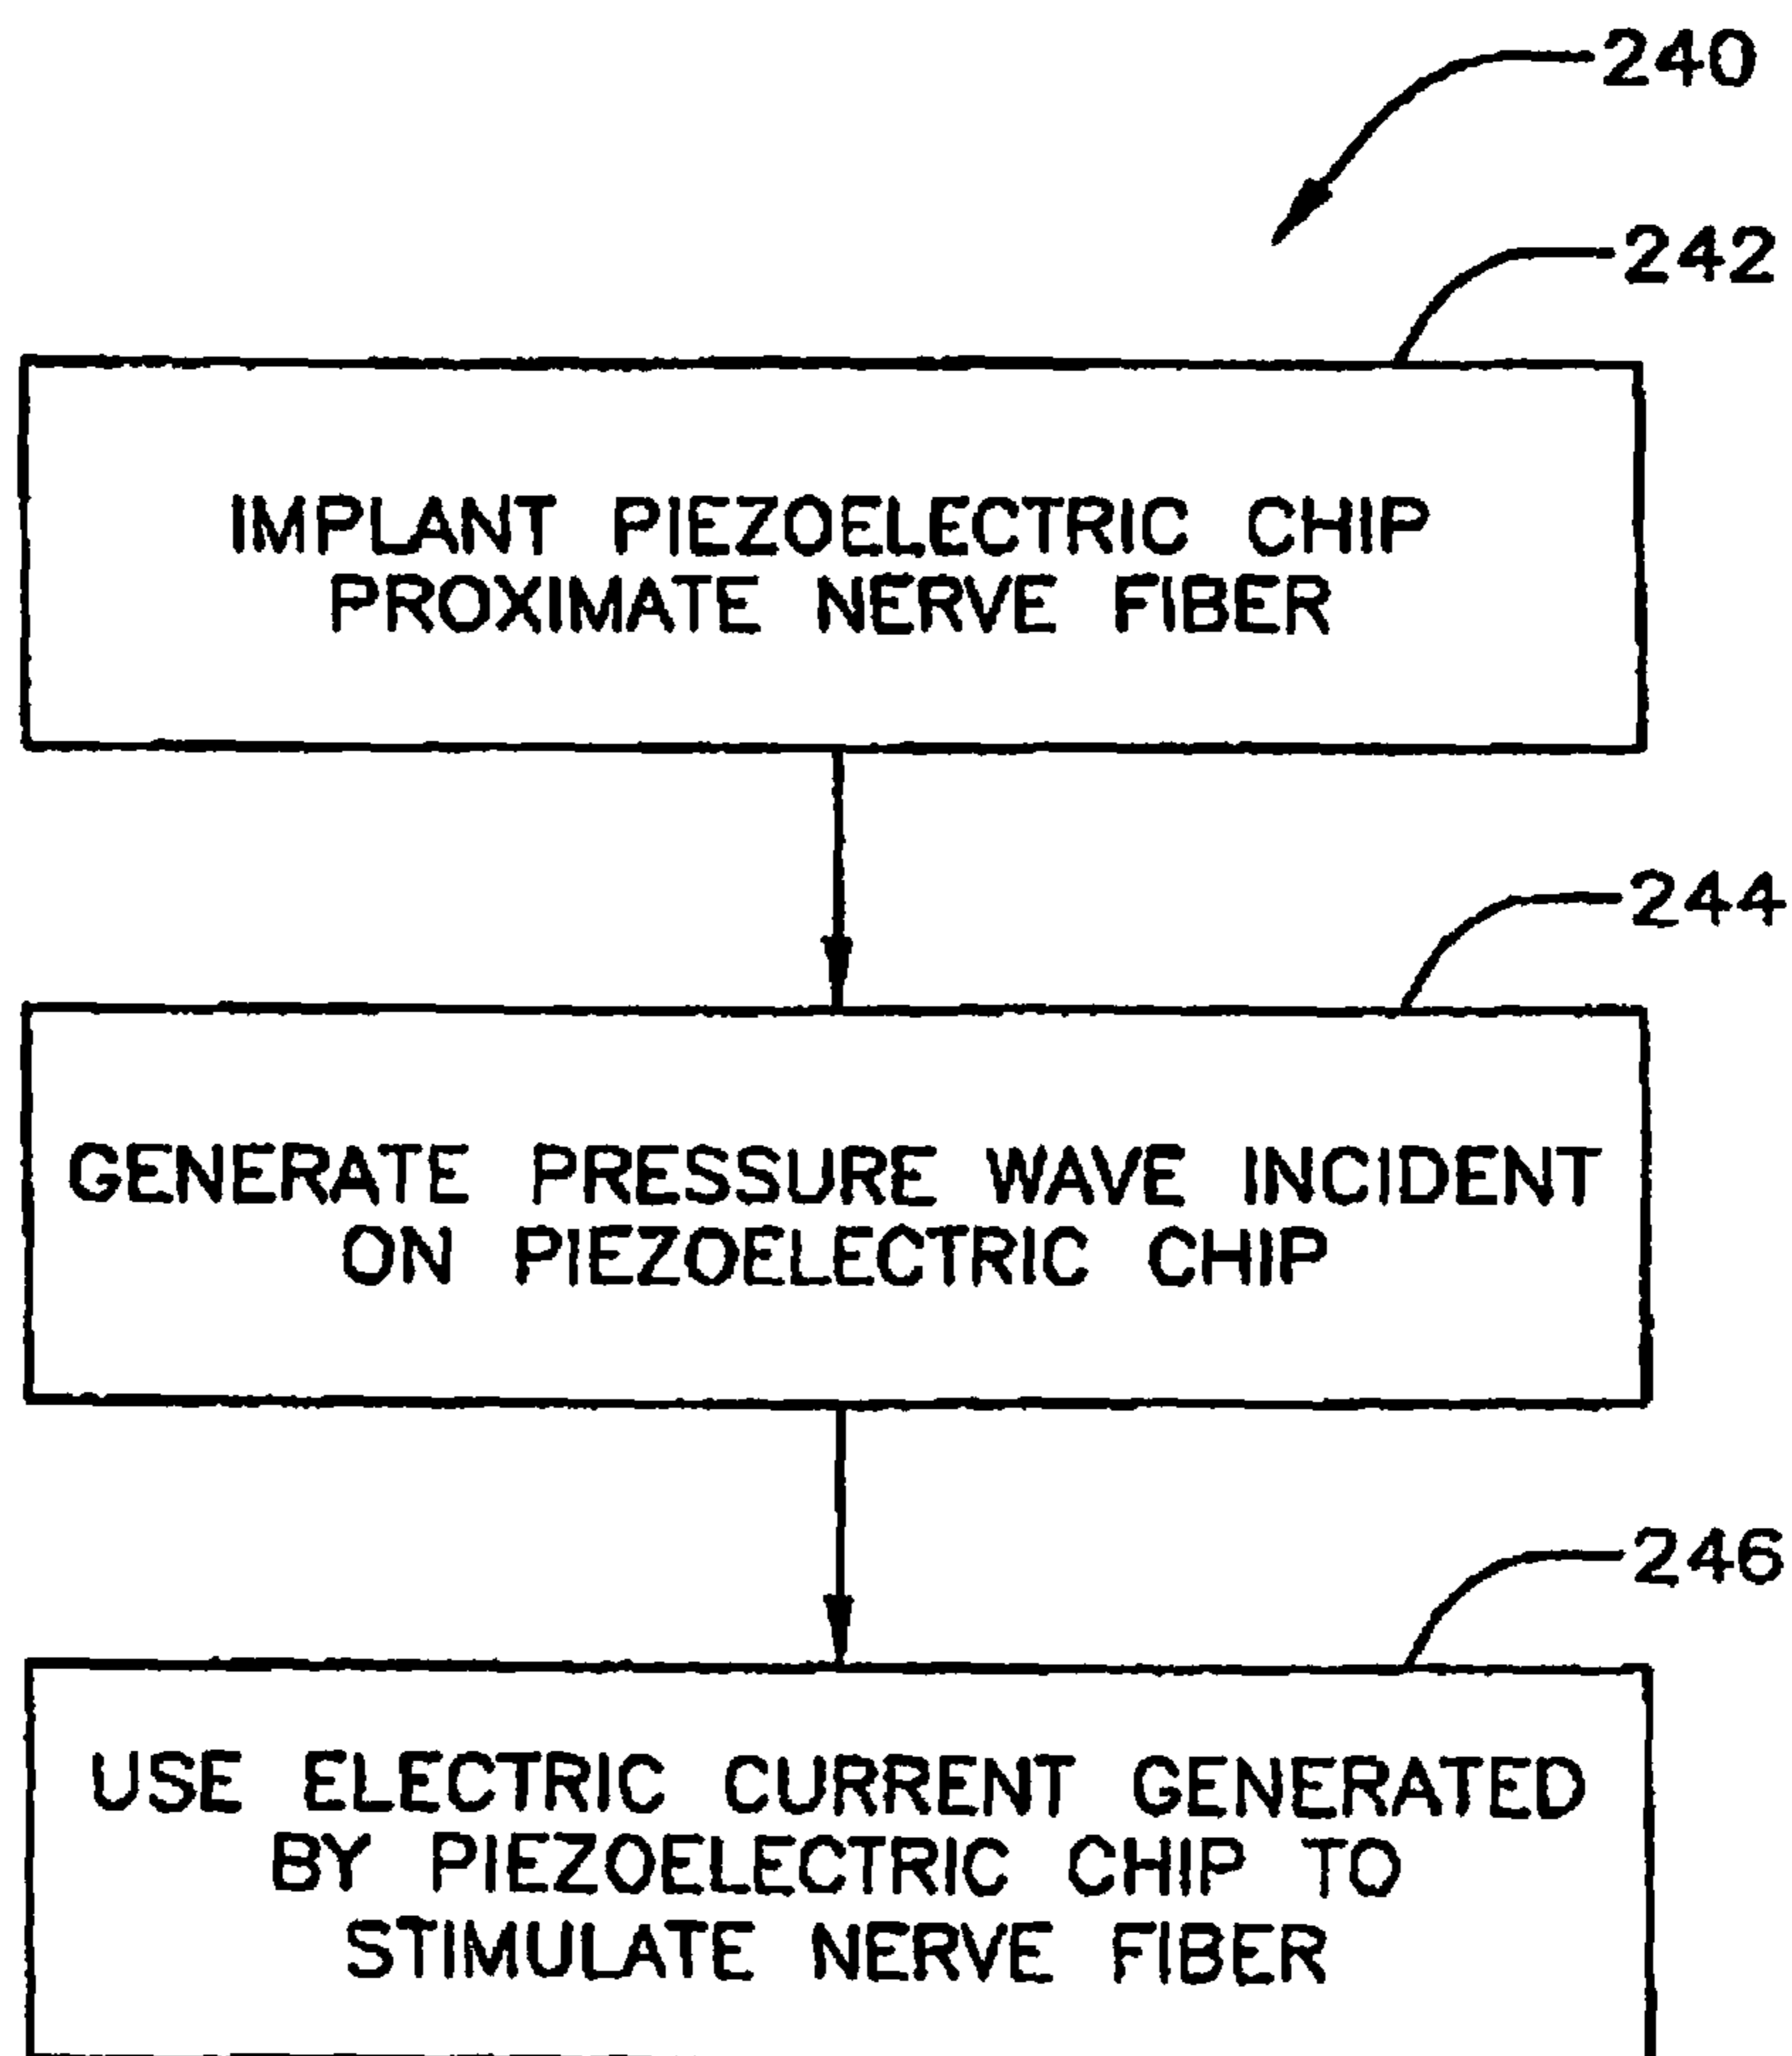 240
242
IMPLANT PIEZOELECTRIC CHIP
PROXIMATE NERVE FIBER
244
GENERATE PRESSURE WAVE INCIDENT
ON PIEZOELECTRIC CHIP
246
USE ELECTRIC CURRENT GENERATED
BY PIEZOELECTRIC CHIP TO
STIMULATE NERVE FIBER